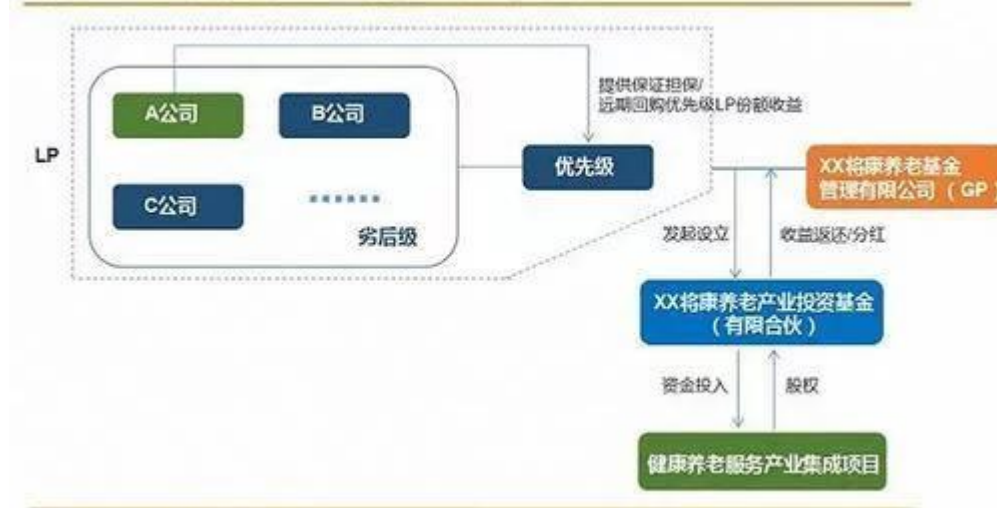 提供保证担保/
远期回购优先级LP份额收益
A公司
B公司
LP
优先级
XX将康养老基金
管理有限公司（GP）
C公司
劣后级
发起设立
收益返还/分红
XX将康养老产业投资基金
（有限合伙）
资金投入
股权
健康养老服务产业集成项目